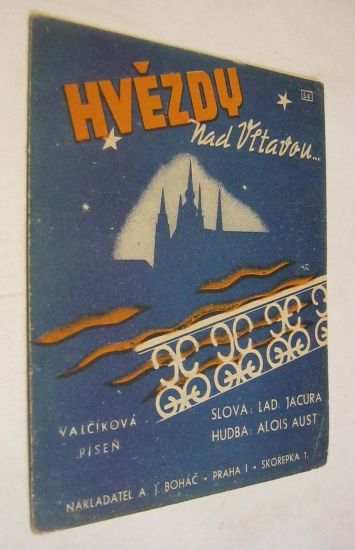 HVĚZDY
nad Vltavou...
VALČÍKOVÁ
PÍSEŇ
SLOVA: LAD. JACURA
HUDBA: ALOIS AUST
NAKLADATEL A. J. BOHÁČ • PRAHA I • SKOŘEPKA 1.